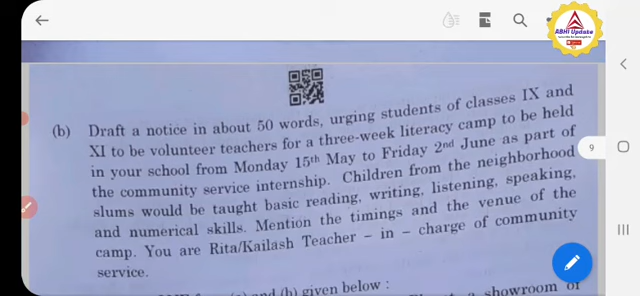 ABHI Update
(b) Draft a notice in about 50 words, urging students of classes IX and
XI to be volunteer teachers for a three-week literacy camp to be held
in your school from Monday 15th May to Friday 2nd June as part of
the community service internship. Children from the neighborhood
slums would be taught basic reading, writing, listening, speaking,
and numerical skills. Mention the timings and the venue of the
camp. You are Rita/Kailash Teacher – in – charge of community
service.
9
and (b) given below :
a showroom of